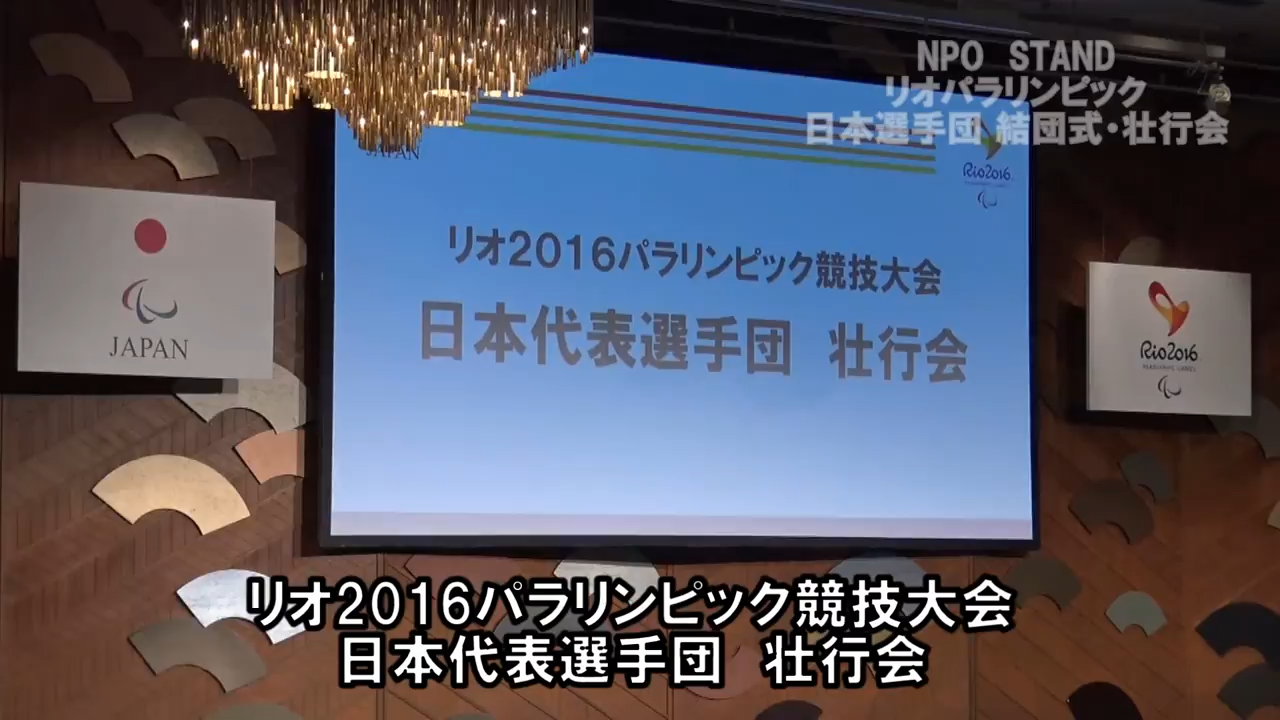 NPO STAND
リオパラリンピック
日本選手団 結団式・壮行会
JAPAN
Rio2016
リオ2016パラリンピック競技大会
日本代表選手団 壮行会
JAPAN
Rio2016
PARALYMPIC GAMES
リオ2016パラリンピック競技大会
日本代表選手団 壮行会